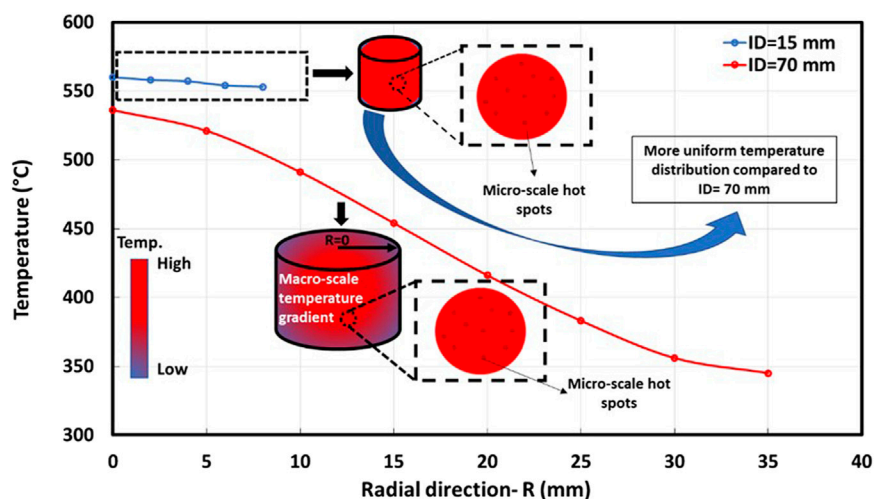 600
550
500
450
400
350
300
Temperature (°C)
0
5
10
15
20
25
30
35
40
Radial direction- R (mm)
ID=15 mm
ID=70 mm
Micro-scale hot
spots
More uniform temperature
distribution compared to
ID= 70 mm
Temp.
High
Low
R=0
Macro-scale
temperature
gradient
Micro-scale hot
spots